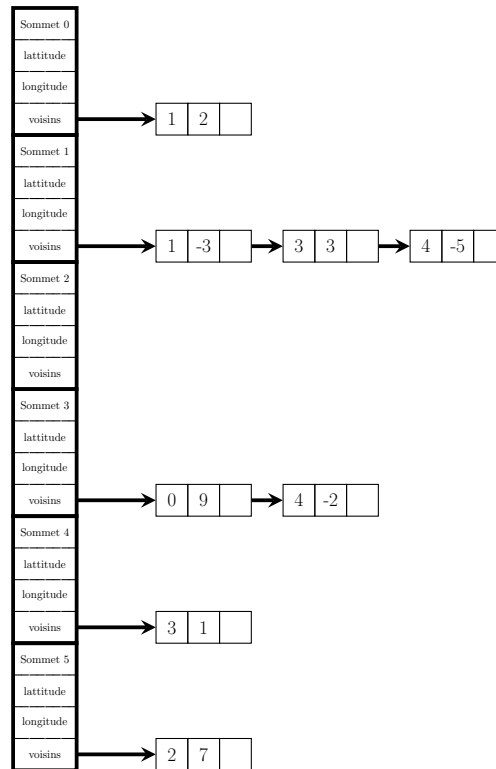 Sommet 0
lattitude
longitude
voisins 1 2
Sommet 1
lattitude
longitude
voisins 1 -3 3 3 4 -5
Sommet 2
lattitude
longitude
voisins
Sommet 3
lattitude
longitude
voisins 0 9 4 -2
Sommet 4
lattitude
longitude
voisins 3 1
Sommet 5
lattitude
longitude
voisins 2 7